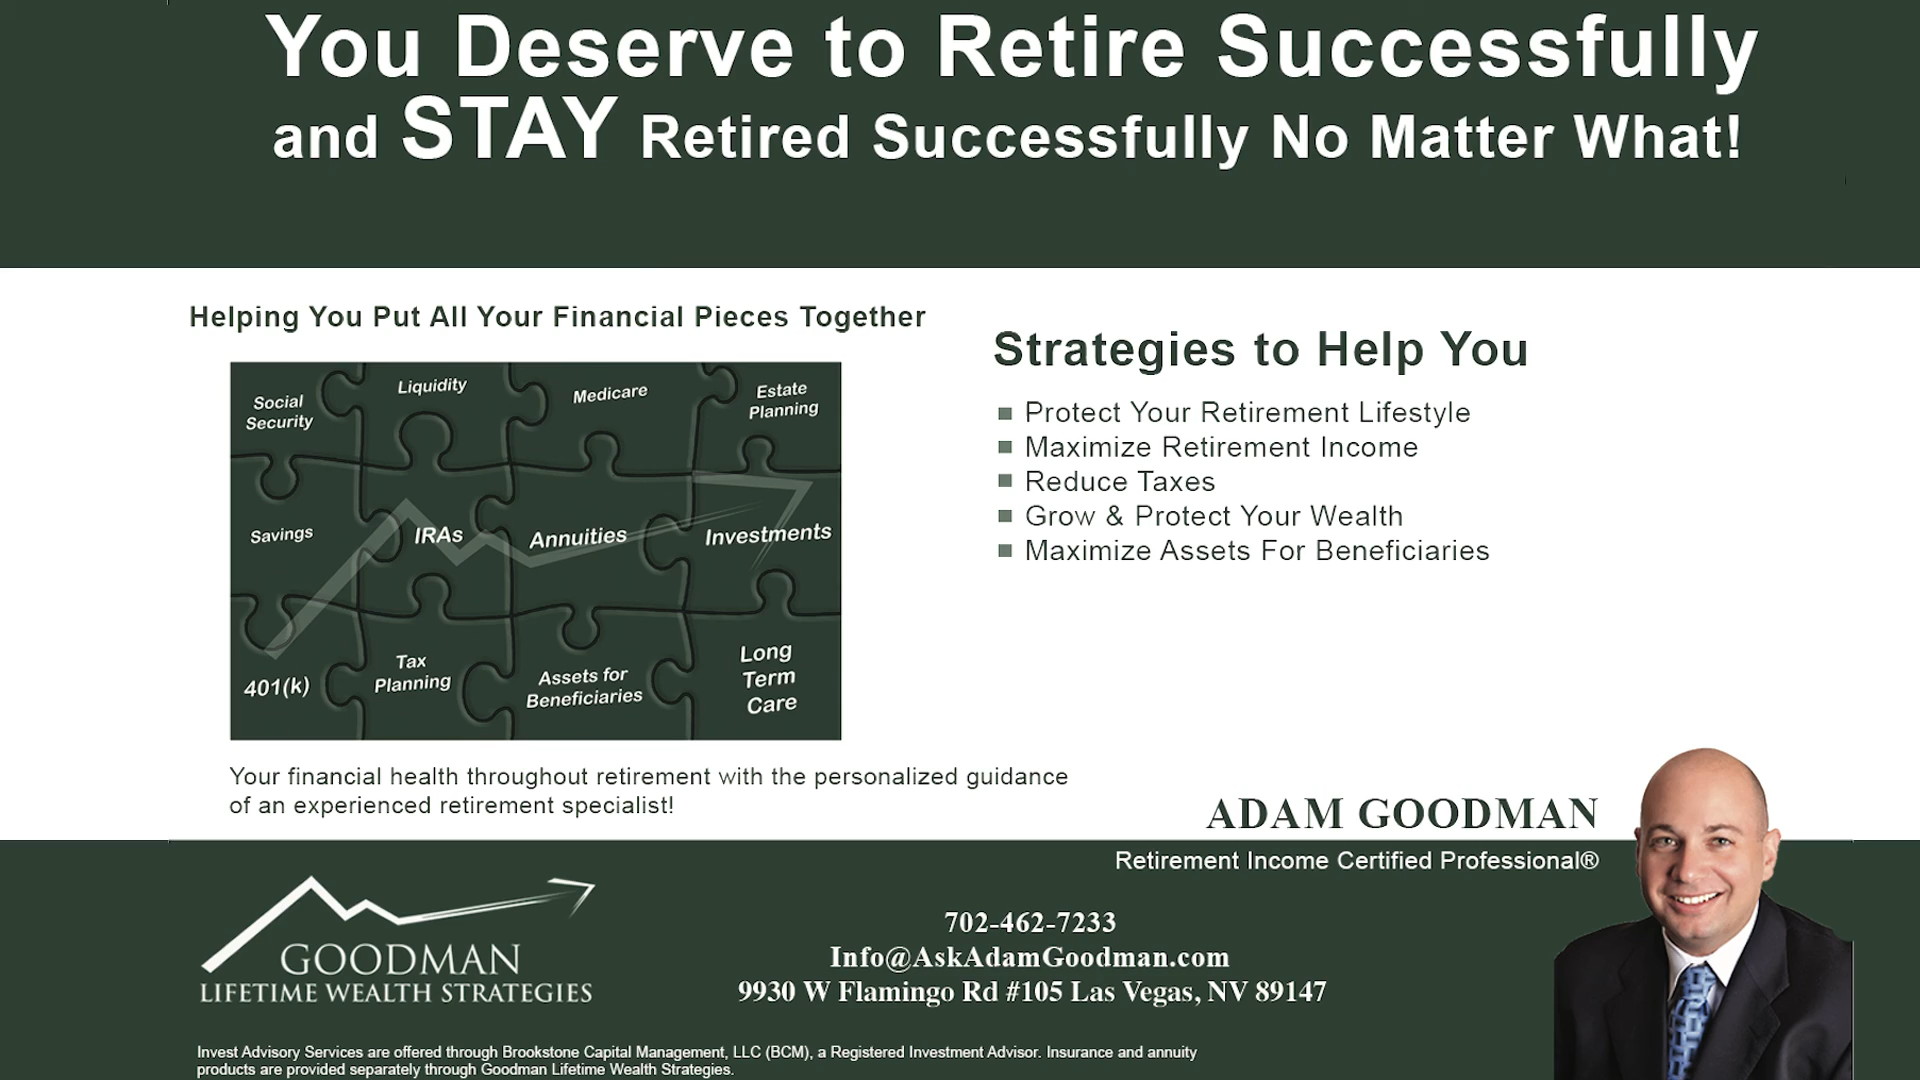 You Deserve to Retire Successfully
and STAY Retired Successfully No Matter What!
Helping You Put All Your Financial Pieces Together
Social
Security
Liquidity
Medicare
Estate
Planning
Savings
IRAs
Annuities
Investments
401(k)
Tax
Planning
Assets for
Beneficiaries
Long
Term
Care
Your financial health throughout retirement with the personalized guidance
of an experienced retirement specialist!
Strategies to Help You
Protect Your Retirement Lifestyle
Maximize Retirement Income
Reduce Taxes
Grow & Protect Your Wealth
Maximize Assets For Beneficiaries
ADAM GOODMAN
Retirement Income Certified Professional®
GOODMAN
LIFETIME WEALTH STRATEGIES
702-462-7233
Info@AskAdamGoodman.com
9930 W Flamingo Rd #105 Las Vegas, NV 89147
Invest Advisory Services are offered through Brookstone Capital Management, LLC (BCM), a Registered Investment Advisor. Insurance and annuity
products are provided separately through Goodman Lifetime Wealth Strategies.